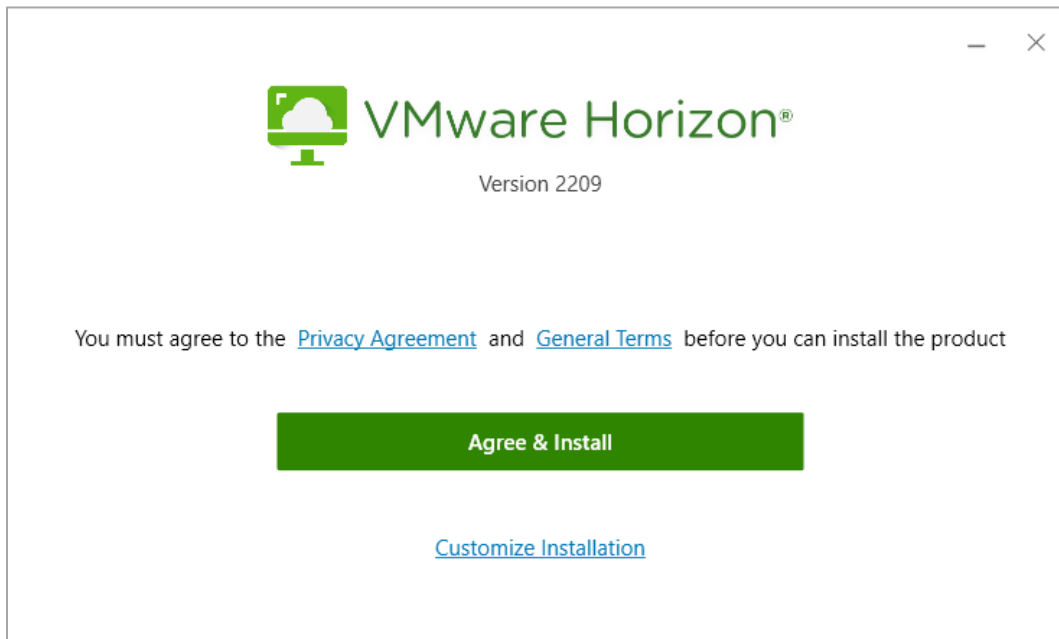 VMware Horizon®
Version 2209
You must agree to the Privacy Agreement and General Terms before you can install the product
Agree & Install
Customize Installation